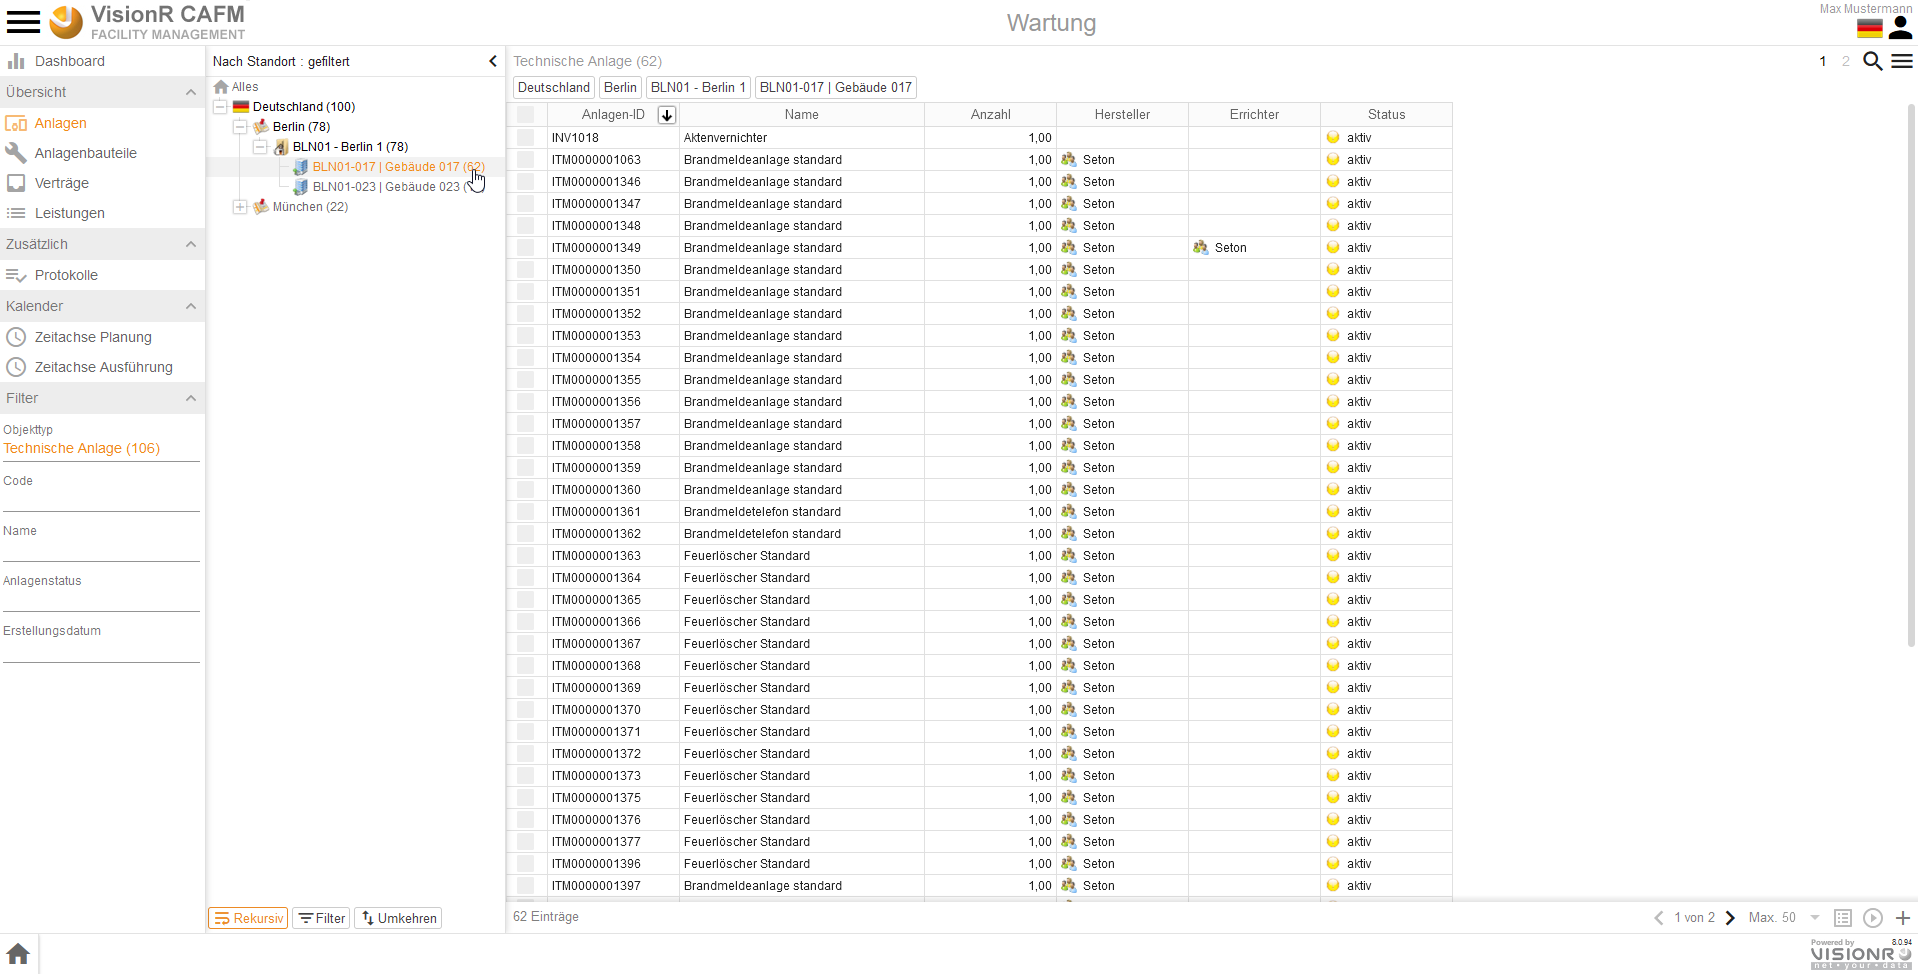 VisionR CAFM
FACILITY MANAGEMENT
Wartung
Max Mustermann
Dashboard
Übersicht
Anlagen
Anlagenbauteile
Verträge
Leistungen
Zusätzlich
Protokolle
Kalender
Zeitachse Planung
Zeitachse Ausführung
Filter
Objekttyp
Technische Anlage (106)
Code
Name
Anlagenstatus
Erstellungsdatum
Nach Standort : gefiltert
Alles
Deutschland (100)
Berlin (78)
BLN01 - Berlin 1 (78)
BLN01-017 | Gebäude 017 (62)
BLN01-023 | Gebäude 023
München (22)
Rekursiv Filter Umkehren
Technische Anlage (62)
1 2
Deutschland Berlin BLN01 - Berlin 1 BLN01-017 | Gebäude 017
Anlagen-ID Name Anzahl Hersteller Errichter Status
INV1018 Aktenvernichter 1,00 aktiv
ITM0000001063 Brandmeldeanlage standard 1,00 Seton aktiv
ITM0000001346 Brandmeldeanlage standard 1,00 Seton aktiv
ITM0000001347 Brandmeldeanlage standard 1,00 Seton aktiv
ITM0000001348 Brandmeldeanlage standard 1,00 Seton aktiv
ITM0000001349 Brandmeldeanlage standard 1,00 Seton Seton aktiv
ITM0000001350 Brandmeldeanlage standard 1,00 Seton aktiv
ITM0000001351 Brandmeldeanlage standard 1,00 Seton aktiv
ITM0000001352 Brandmeldeanlage standard 1,00 Seton aktiv
ITM0000001353 Brandmeldeanlage standard 1,00 Seton aktiv
ITM0000001354 Brandmeldeanlage standard 1,00 Seton aktiv
ITM0000001355 Brandmeldeanlage standard 1,00 Seton aktiv
ITM0000001356 Brandmeldeanlage standard 1,00 Seton aktiv
ITM0000001357 Brandmeldeanlage standard 1,00 Seton aktiv
ITM0000001358 Brandmeldeanlage standard 1,00 Seton aktiv
ITM0000001359 Brandmeldeanlage standard 1,00 Seton aktiv
ITM0000001360 Brandmeldeanlage standard 1,00 Seton aktiv
ITM0000001361 Brandmeldetelefon standard 1,00 Seton aktiv
ITM0000001362 Brandmeldetelefon standard 1,00 Seton aktiv
ITM0000001363 Feuerlöscher Standard 1,00 Seton aktiv
ITM0000001364 Feuerlöscher Standard 1,00 Seton aktiv
ITM0000001365 Feuerlöscher Standard 1,00 Seton aktiv
ITM0000001366 Feuerlöscher Standard 1,00 Seton aktiv
ITM0000001367 Feuerlöscher Standard 1,00 Seton aktiv
ITM0000001368 Feuerlöscher Standard 1,00 Seton aktiv
ITM0000001369 Feuerlöscher Standard 1,00 Seton aktiv
ITM0000001370 Feuerlöscher Standard 1,00 Seton aktiv
ITM0000001371 Feuerlöscher Standard 1,00 Seton aktiv
ITM0000001372 Feuerlöscher Standard 1,00 Seton aktiv
ITM0000001373 Feuerlöscher Standard 1,00 Seton aktiv
ITM0000001375 Feuerlöscher Standard 1,00 Seton aktiv
ITM0000001376 Feuerlöscher Standard 1,00 Seton aktiv
ITM0000001377 Feuerlöscher Standard 1,00 Seton aktiv
ITM0000001396 Feuerlöscher Standard 1,00 Seton aktiv
ITM0000001397 Brandmeldeanlage standard 1,00 Seton aktiv
62 Einträge
1 von 2 Max. 50
Powered by 8.0.94
VISIONR
net • your • data